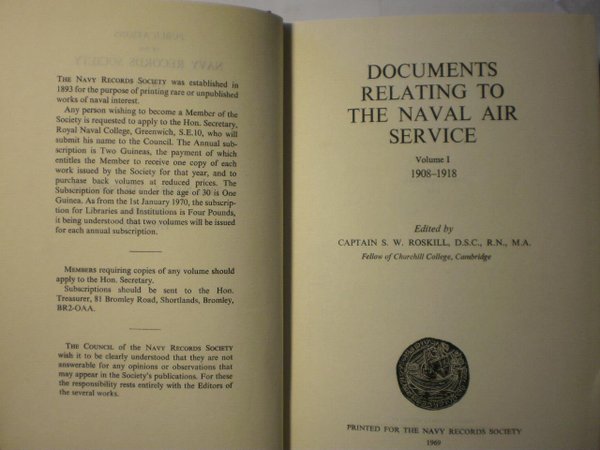 THE NAVY RECORDS SOCIETY was established in
1893 for the purpose of printing rare or unpublished
works of naval interest.
Any person wishing to become a Member of the
Society is requested to apply to the Hon. Secretary,
Royal Naval College, Greenwich, S.E.10, who will
submit his name to the Council. The Annual sub-
scription is Two Guineas, the payment of which
entitles the Member to receive one copy of each
work issued by the Society for that year, and to
purchase back volumes at reduced prices. The
Subscription for those under the age of 30 is One
Guinea. As from the 1st January 1970, the subscrip-
tion for Libraries and Institutions is Four Pounds,
it being understood that two volumes will be issued
for each annual subscription.
MEMBERS requiring copies of any volume should
apply to the Hon. Secretary.
Subscriptions should be sent to the Hon.
Treasurer, 81 Bromley Road, Shortlands, Bromley,
BR2-OAA.
THE COUNCIL of the NAVY RECORDS SOCIETY
wish it to be clearly understood that they are not
answerable for any opinions or observations that
may appear in the Society's publications. For these
the responsibility rests entirely with the Editors of
the several works.
DOCUMENTS
RELATING TO
THE NAVAL AIR
SERVICE
Volume I
1908–1918
Edited by
CAPTAIN S. W. ROSKILL, D.S.C., R.N., M.A.
Fellow of Churchill College, Cambridge
PRINTED FOR THE NAVY RECORDS SOCIETY
1969